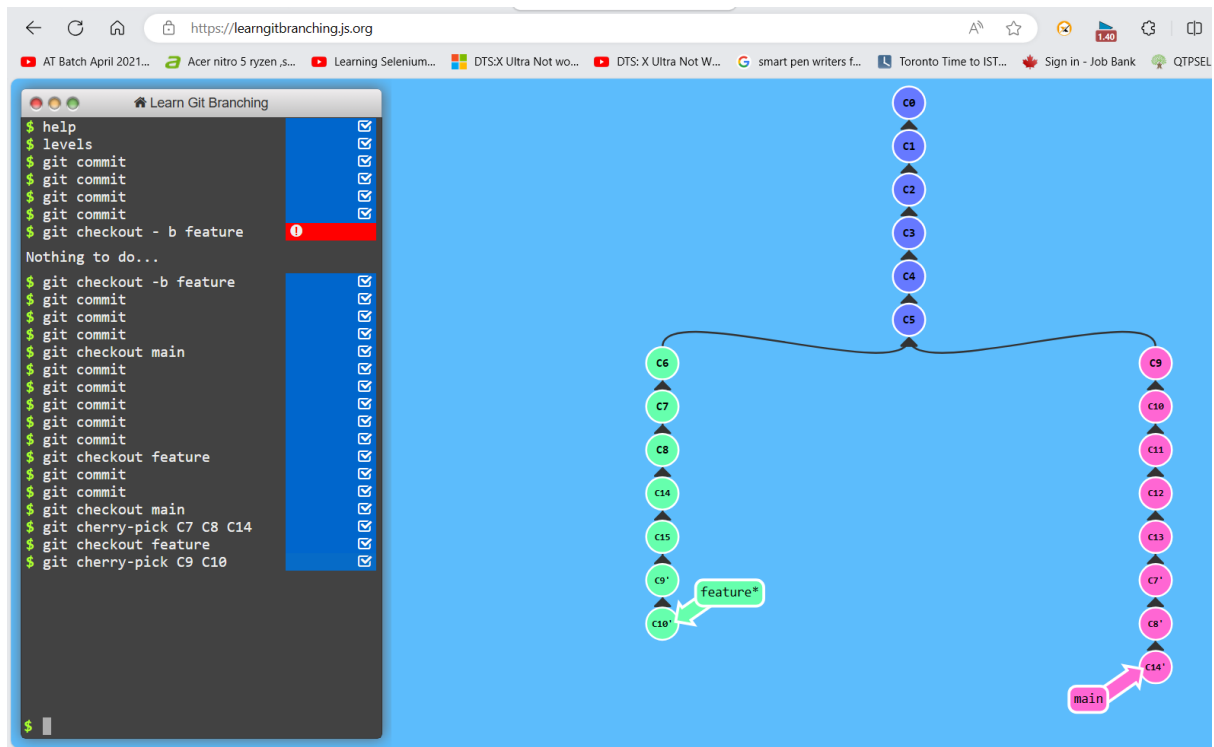 https://learngitbranching.js.org
1.40
AT Batch April 2021...
Acer nitro 5 ryzen ,s...
Learning Selenium...
DTS:X Ultra Not wo...
DTS: X Ultra Not W...
smart pen writers f...
Toronto Time to IST...
Sign in - Job Bank
QTPSEL
Learn Git Branching
$ help
$ levels
$ git commit
$ git commit
$ git commit
$ git commit
$ git checkout - b feature
Nothing to do...
$ git checkout -b feature
$ git commit
$ git commit
$ git commit
$ git checkout main
$ git commit
$ git commit
$ git commit
$ git commit
$ git commit
$ git checkout feature
$ git commit
$ git commit
$ git checkout main
$ git cherry-pick C7 C8 C14
$ git checkout feature
$ git cherry-pick C9 C10
$
C0
C1
C2
C3
C4
C5
C6
C7
C8
C14
C15
C9'
feature*
C10'
C9
C10
C11
C12
C13
C7'
C8'
C14'
main